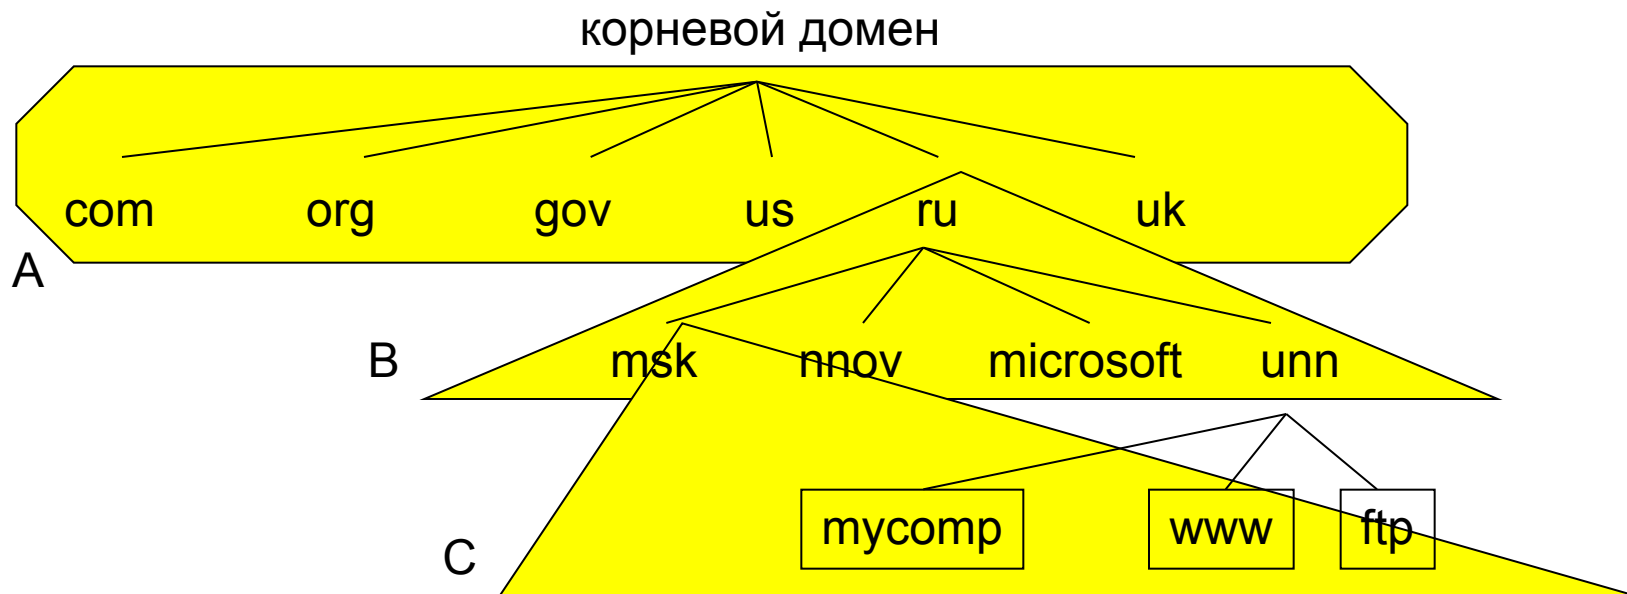 корневой домен
com org gov us ru uk
A
B msk nnov microsoft unn
mycomp www ftp
C